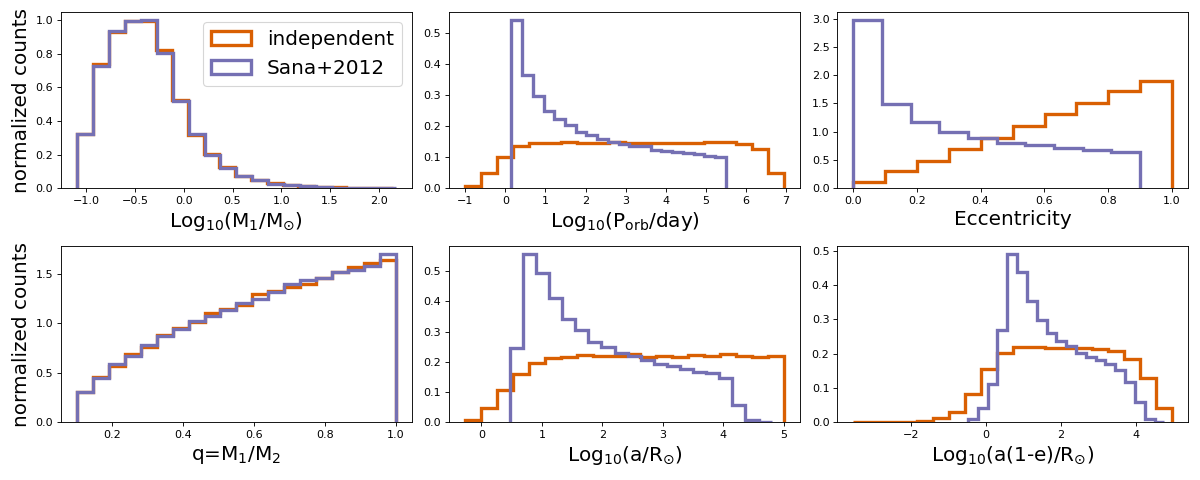 normalized counts
1.0
0.8
0.6
0.4
0.2
0.0
independent
Sana+2012
−1.0 −0.5 0.0 0.5 1.0 1.5 2.0
Log₁₀(M₁/M☉)
0.5
0.4
0.3
0.2
0.1
0.0
−1 0 1 2 3 4 5 6 7
Log₁₀(Pₒᵣᵦ/day)
3.0
2.5
2.0
1.5
1.0
0.5
0.0
0.0 0.2 0.4 0.6 0.8 1.0
Eccentricity
normalized counts
1.5
1.0
0.5
0.0
0.2 0.4 0.6 0.8 1.0
q=M₁/M₂
0.5
0.4
0.3
0.2
0.1
0.0
0 1 2 3 4 5
Log₁₀(a/R☉)
0.5
0.4
0.3
0.2
0.1
0.0
−2 0 2 4
Log₁₀(a(1-e)/R☉)